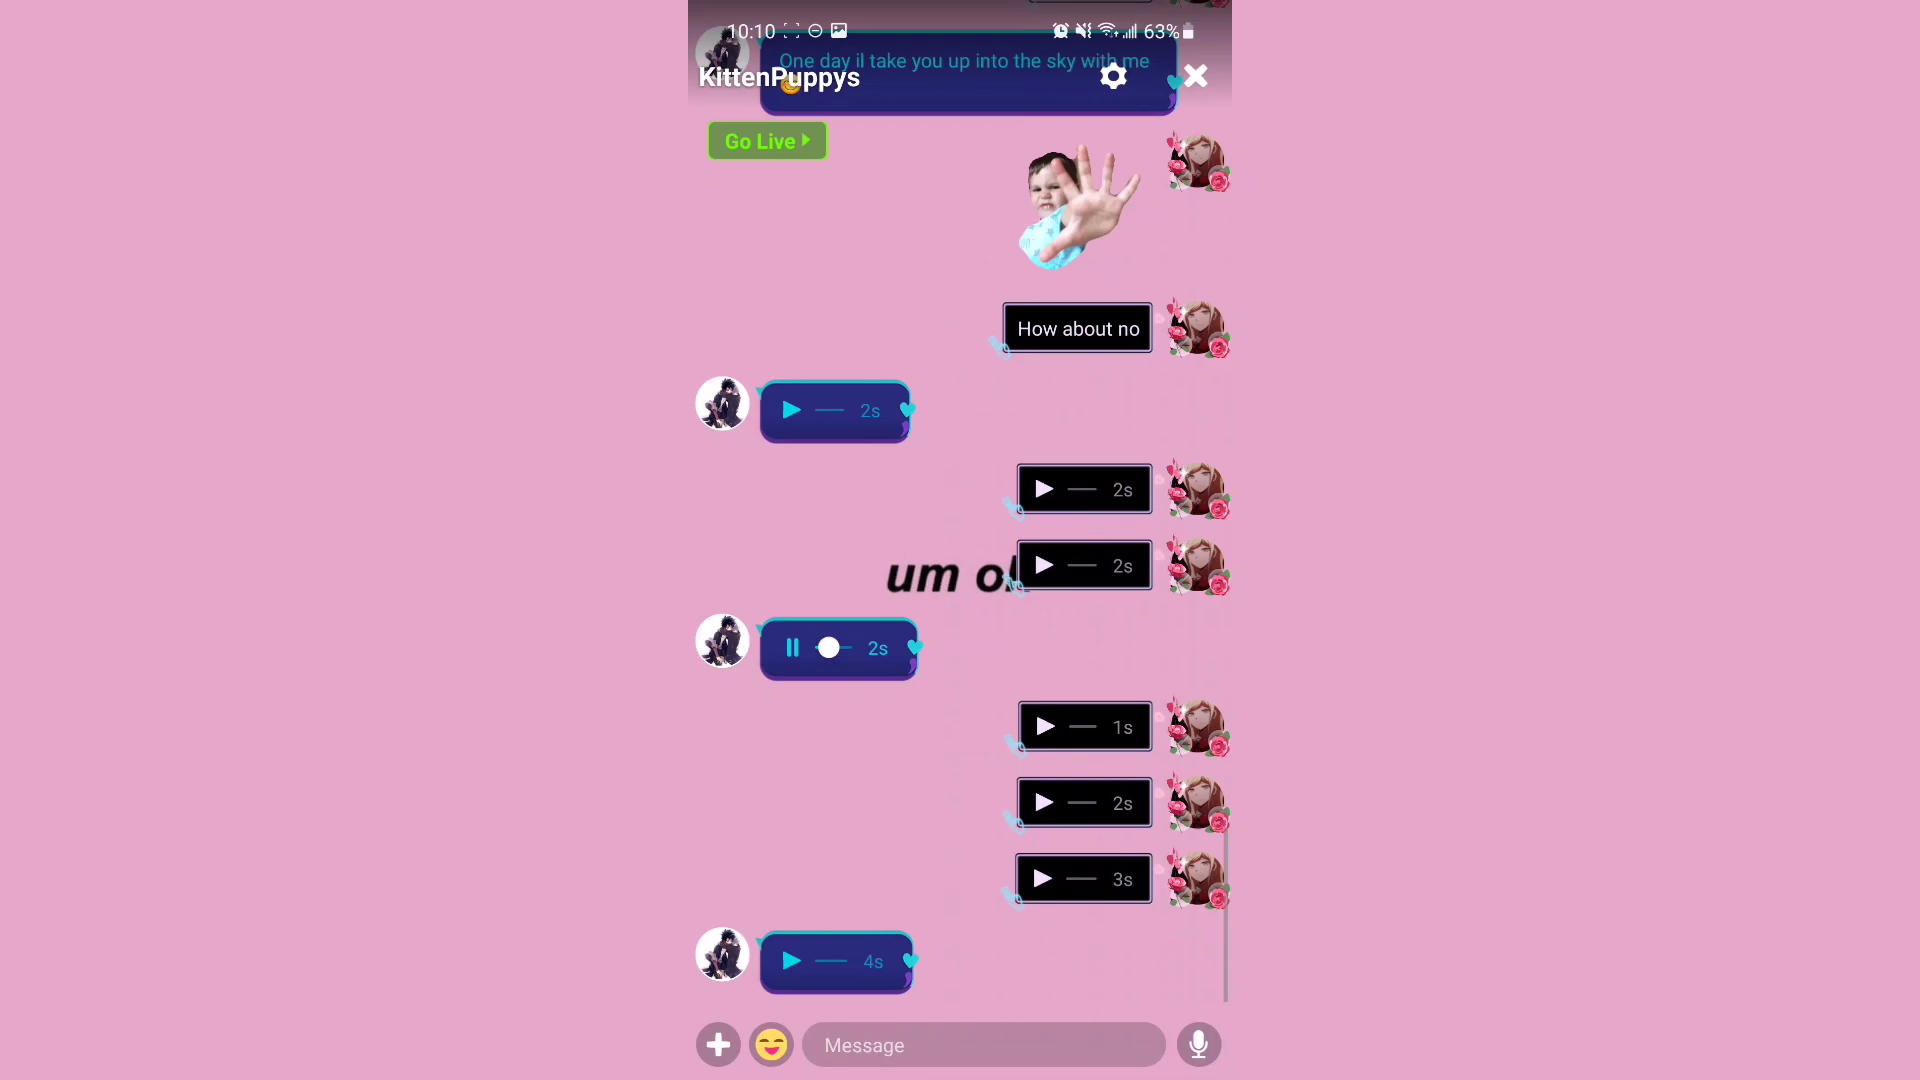 10:10 63%
One day il take you up into the sky with me
KittenPuppys
Go Live
How about no
2s
2s
um
2s
2s
1s
2s
3s
4s
Message